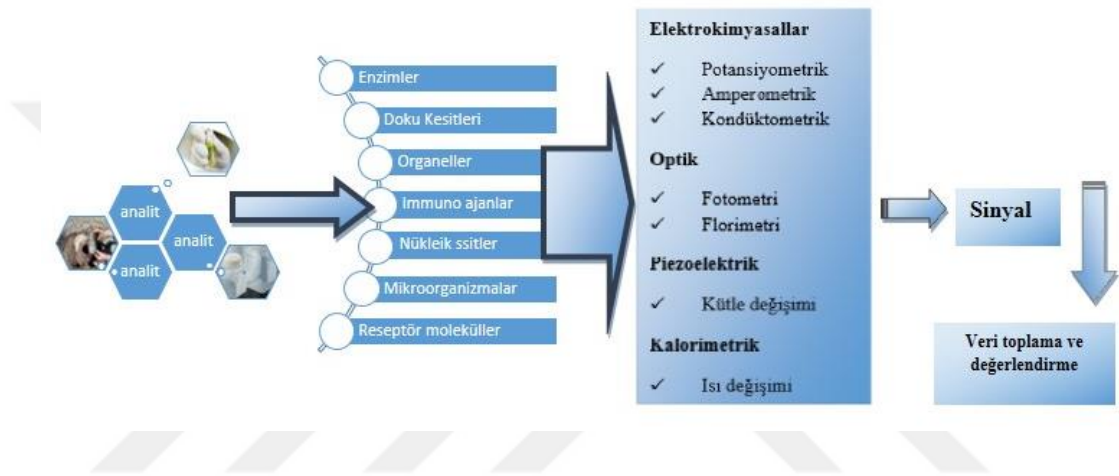 analit
analit
analit
Enzimler
Doku Kesitleri
Organeller
Immuno ajanlar
Nükleik ssitler
Mikroorganizmalar
Reseptör moleküller
Elektrokimyasallar
✓ Potansiyometrik
✓ Amperometrik
✓ Kondüktometrik
Optik
✓ Fotometri
✓ Florimetri
Piezoelektrik
✓ Kütle değişimi
Kalorimetrik
✓ Isı değişimi
Sinyal
Veri toplama ve
değerlendirme